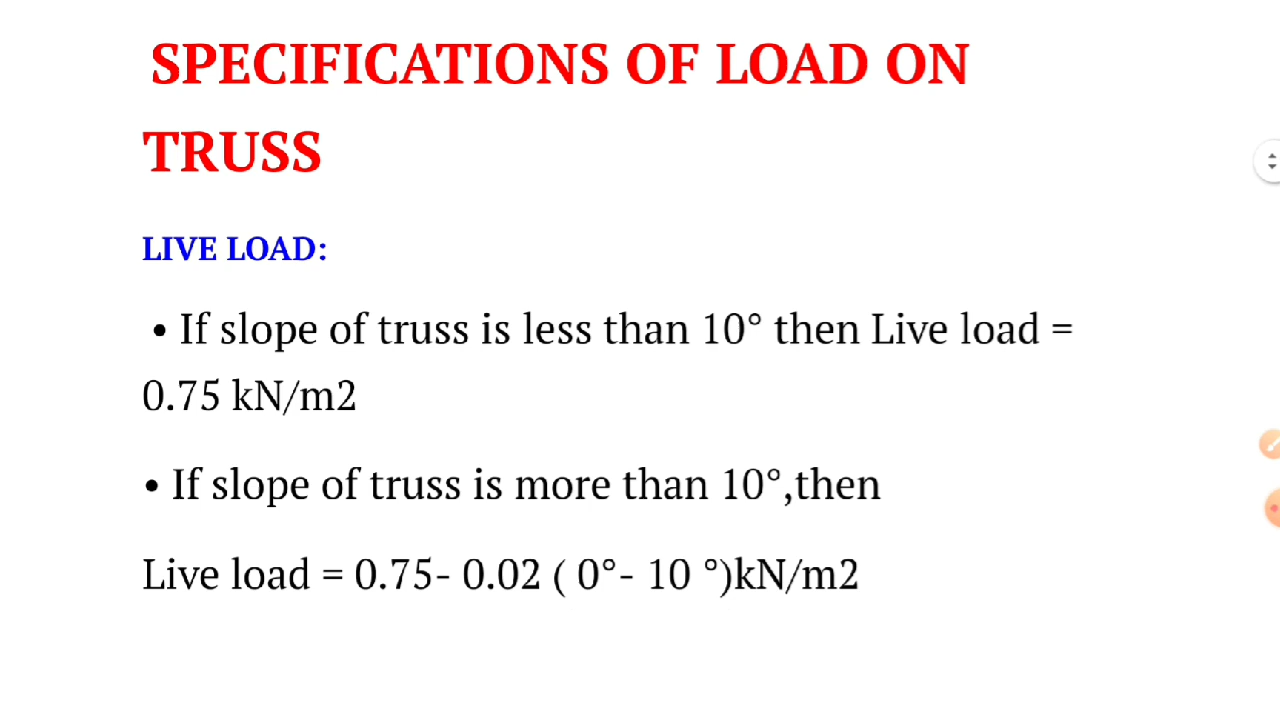 SPECIFICATIONS OF LOAD ON
TRUSS
LIVE LOAD:
• If slope of truss is less than 10° then Live load =
0.75 kN/m2
• If slope of truss is more than 10°,then
Live load = 0.75- 0.02 ( 0°- 10 °)kN/m2